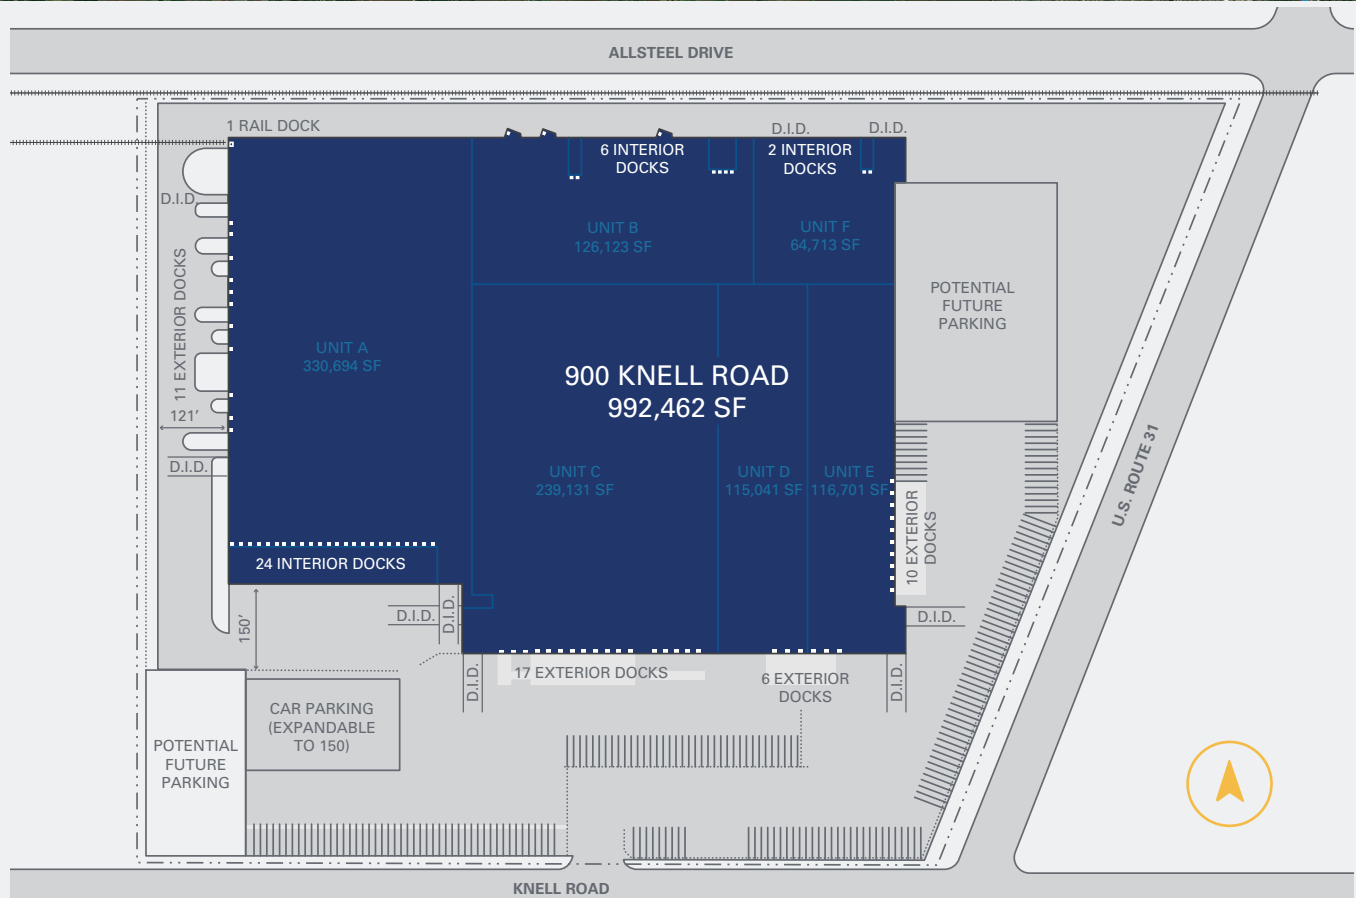 ALLSTEEL DRIVE
1 RAIL DOCK
D.I.D.
D.I.D.
6 INTERIOR
DOCKS
2 INTERIOR
DOCKS
D.I.D.
UNIT B
126,123 SF
UNIT F
64,713 SF
11 EXTERIOR DOCKS
POTENTIAL
FUTURE
PARKING
UNIT A
330,694 SF
900 KNELL ROAD
992,462 SF
121'
D.I.D.
UNIT C
239,131 SF
UNIT D
115,041 SF
UNIT E
116,701 SF
U.S. ROUTE 31
10 EXTERIOR
DOCKS
24 INTERIOR DOCKS
150'
D.I.D.
D.I.D.
D.I.D.
D.I.D.
17 EXTERIOR DOCKS
6 EXTERIOR
DOCKS
D.I.D.
CAR PARKING
(EXPANDABLE
TO 150)
POTENTIAL
FUTURE
PARKING
KNELL ROAD